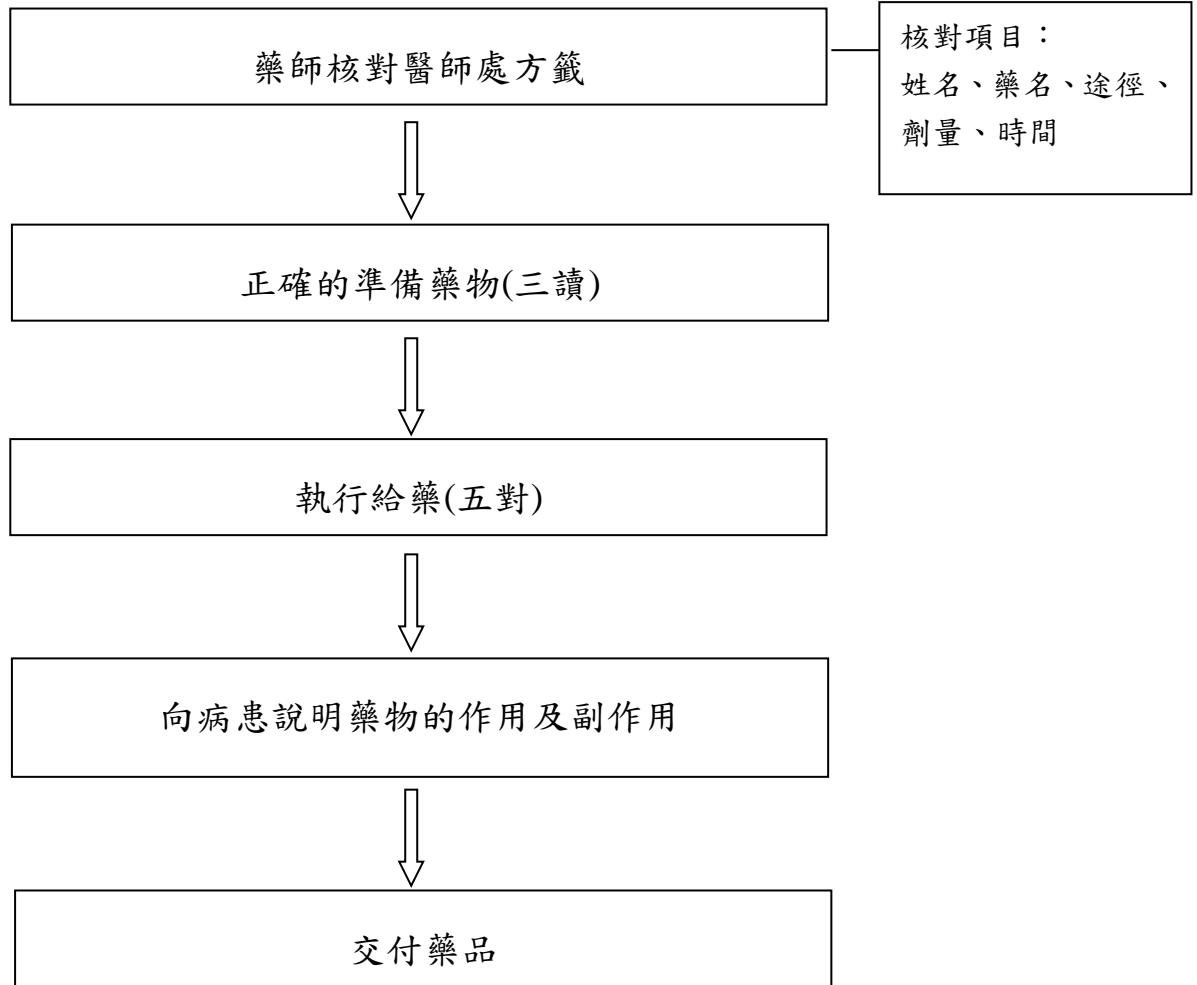 藥師核對醫師處方籤
核對項目：
姓名、藥名、途徑、
劑量、時間
正確的準備藥物(三讀)
執行給藥(五對)
向病患說明藥物的作用及副作用
交付藥品